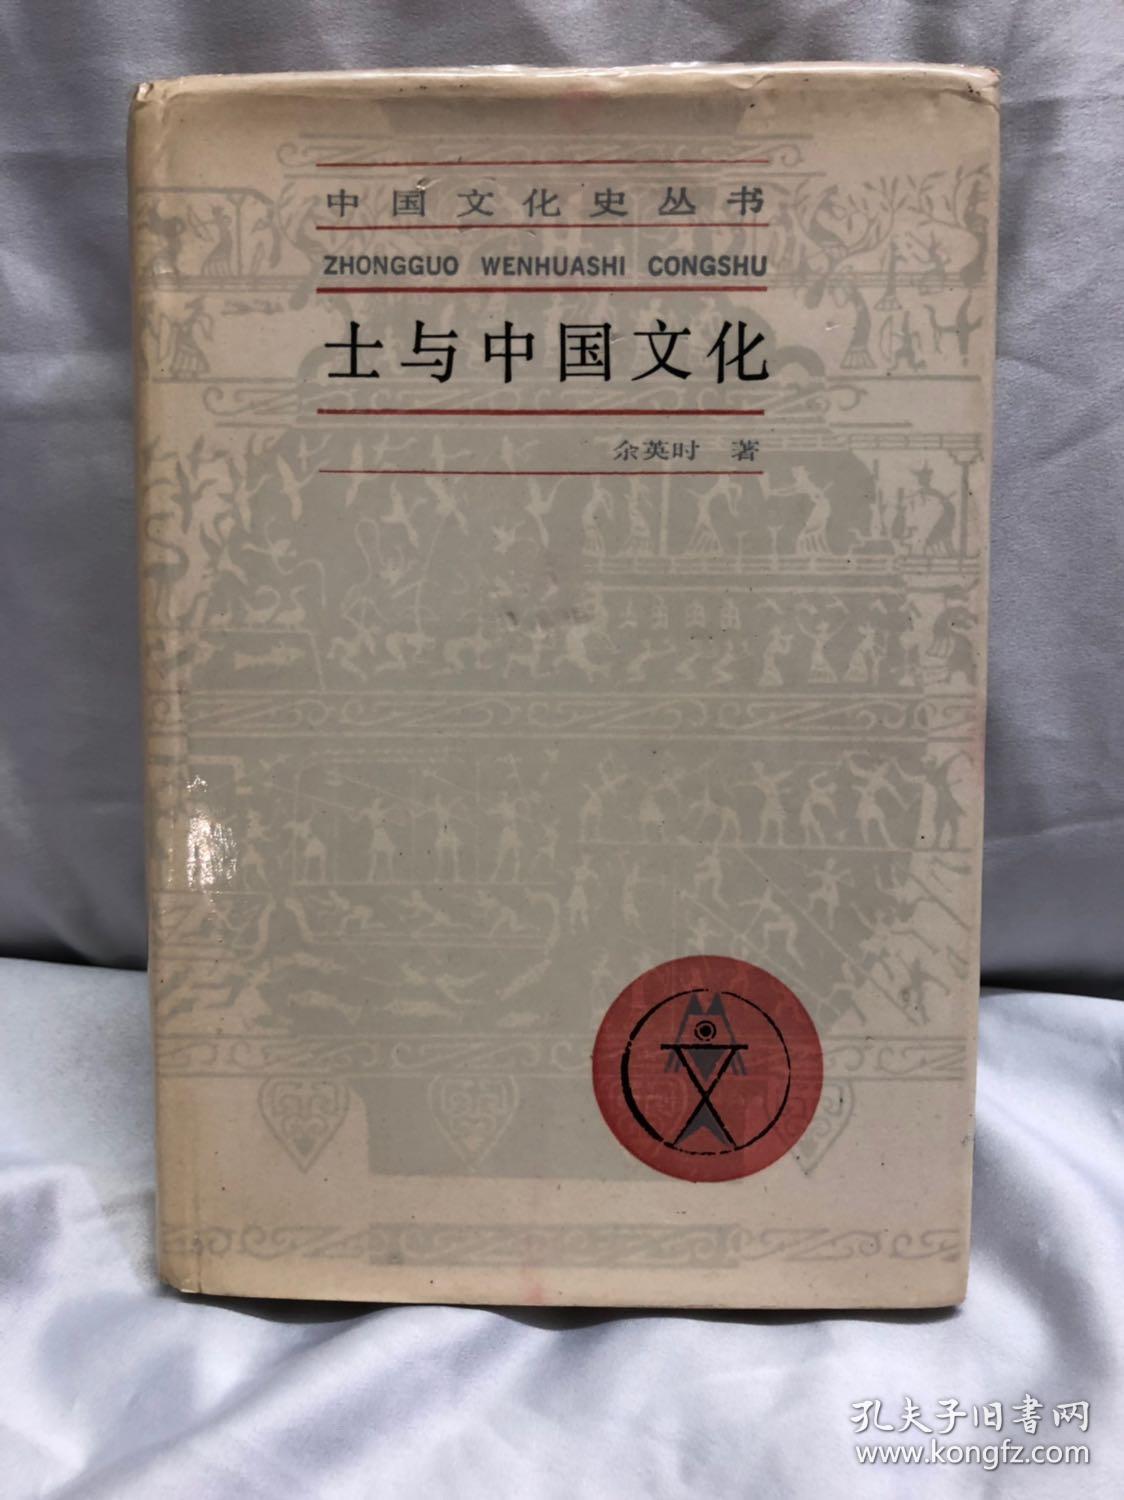 中国文化史丛书
ZHONGGUO WENHUASHI CONGSHU
士与中国文化
余英时 著
孔夫子旧書网
www.kongfz.com